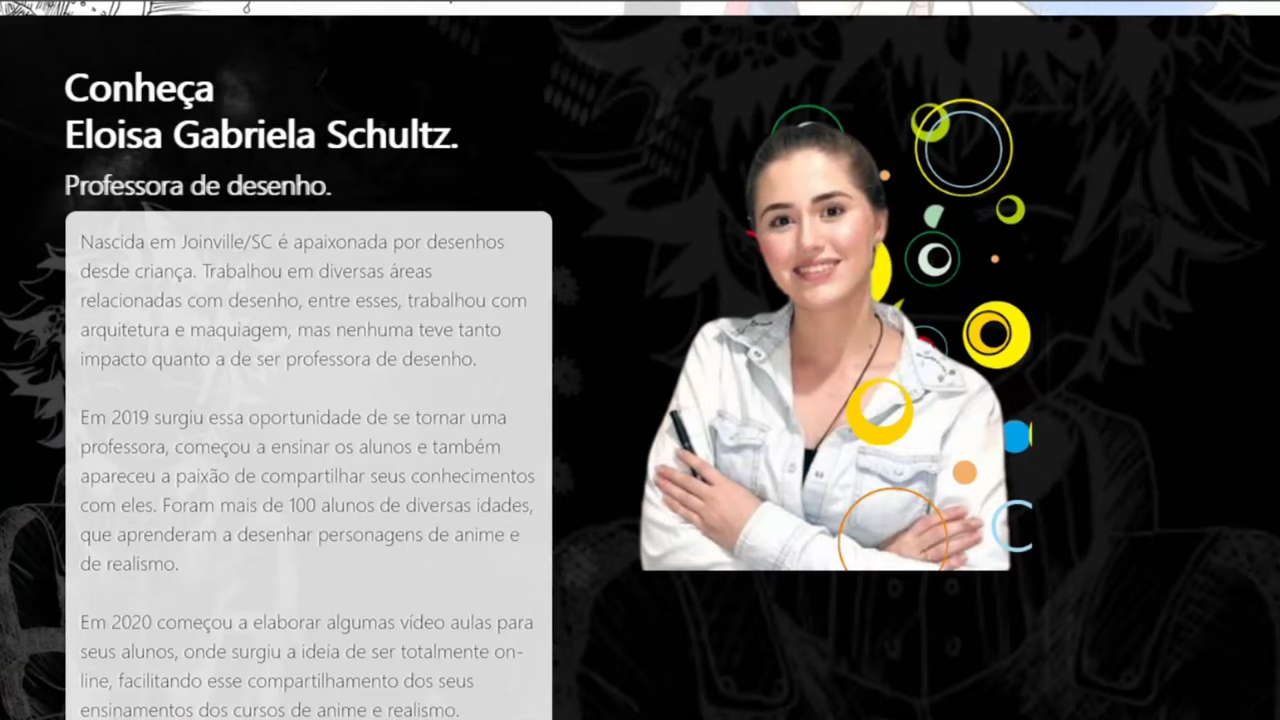 Conheça
Eloisa Gabriela Schultz.
Professora de desenho.
Nascida em Joinville/SC é apaixonada por desenhos
desde criança. Trabalhou em diversas áreas
relacionadas com desenho, entre esses, trabalhou com
arquitetura e maquiagem, mas nenhuma teve tanto
impacto quanto a de ser professora de desenho.
Em 2019 surgiu essa oportunidade de se tornar uma
professora, começou a ensinar os alunos e também
apareceu a paixão de compartilhar seus conhecimentos
com eles. Foram mais de 100 alunos de diversas idades,
que aprenderam a desenhar personagens de anime e
de realismo.
Em 2020 começou a elaborar algumas vídeo aulas para
seus alunos, onde surgiu a ideia de ser totalmente on-
line, facilitando esse compartilhamento dos seus
ensinamentos dos cursos de anime e realismo.